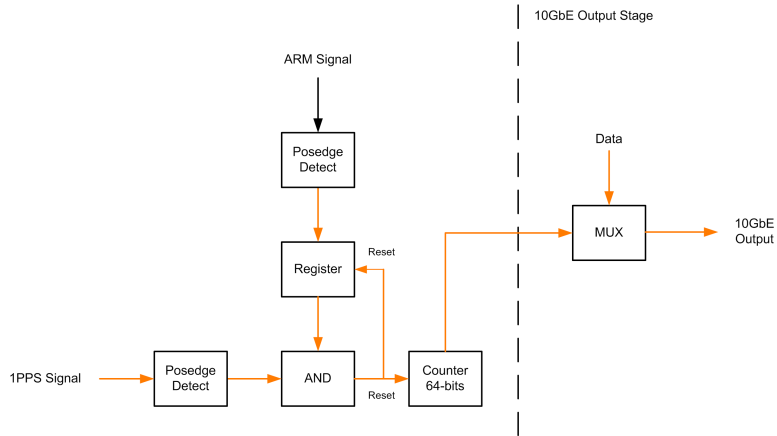 10GbE Output Stage
ARM Signal
Posedge
Detect
Data
10GbE
Output
MUX
Reset
Register
1PPS Signal
Posedge
Detect
AND
Counter
64-bits
Reset